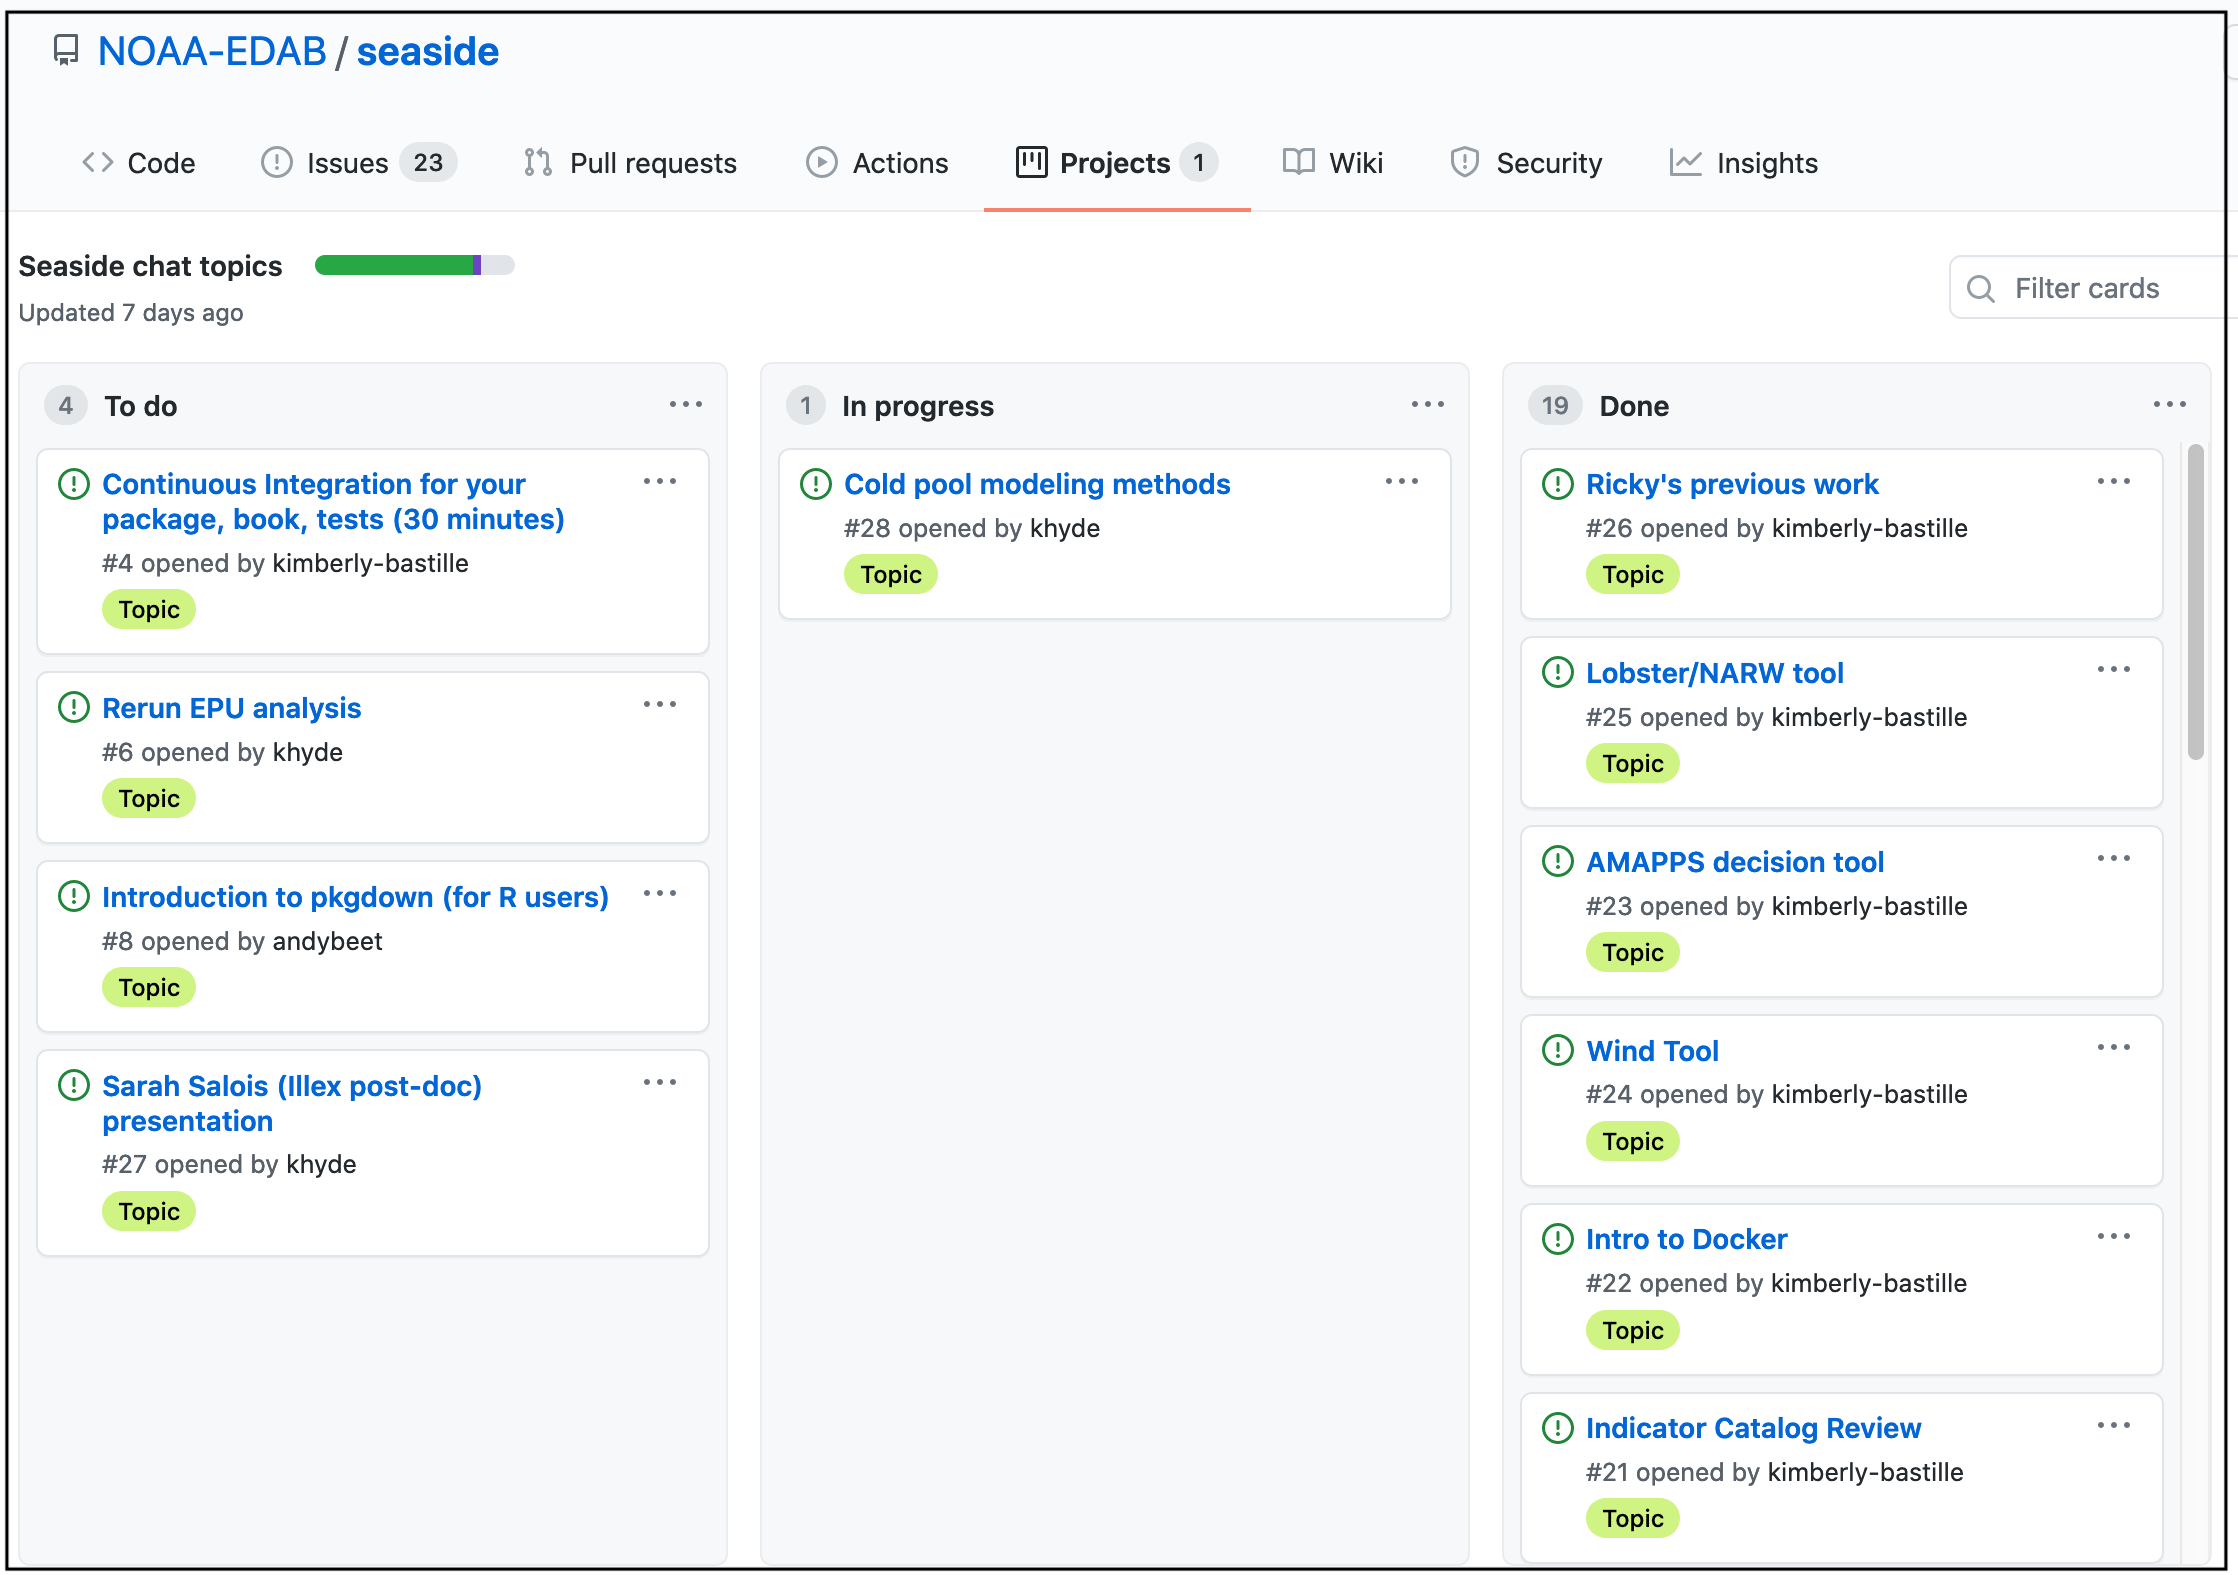 NOAA-EDAB / seaside
Code Issues 23 Pull requests Actions Projects 1 Wiki Security Insights
Seaside chat topics
Updated 7 days ago
Filter cards
4 To do
Continuous Integration for your
package, book, tests (30 minutes)
#4 opened by kimberly-bastille
Topic
Rerun EPU analysis
#6 opened by khyde
Topic
Introduction to pkgdown (for R users)
#8 opened by andybeet
Topic
Sarah Salois (Illex post-doc)
presentation
#27 opened by khyde
Topic
1 In progress
Cold pool modeling methods
#28 opened by khyde
Topic
19 Done
Ricky's previous work
#26 opened by kimberly-bastille
Topic
Lobster/NARW tool
#25 opened by kimberly-bastille
Topic
AMAPPS decision tool
#23 opened by kimberly-bastille
Topic
Wind Tool
#24 opened by kimberly-bastille
Topic
Intro to Docker
#22 opened by kimberly-bastille
Topic
Indicator Catalog Review
#21 opened by kimberly-bastille
Topic